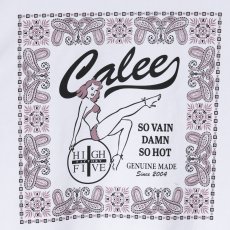 Calee
SO VAIN
DAMN
SO HOT
GENUINE MADE
Since 2004
HIGH
FIVE